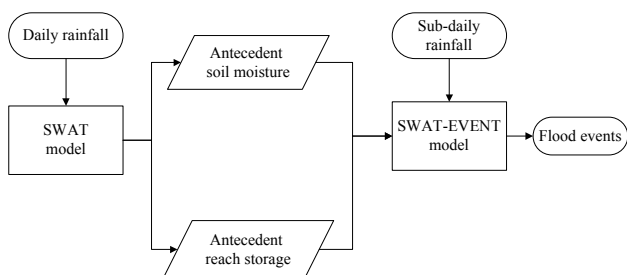 Daily rainfall
SWAT
model
Antecedent
soil moisture
Antecedent
reach storage
Sub-daily
rainfall
SWAT-EVENT
model
Flood events